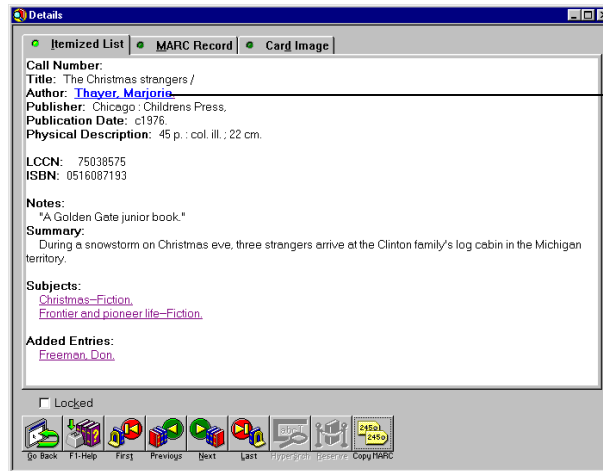 Details
Itemized List MARC Record Card Image
Call Number:
Title: The Christmas strangers /
Author: Thayer, Marjorie.
Publisher: Chicago : Childrens Press,
Publication Date: c1976.
Physical Description: 45 p. : col. ill. ; 22 cm.
LCCN: 75038575
ISBN: 0516087193
Notes:
"A Golden Gate junior book."
Summary:
During a snowstorm on Christmas eve, three strangers arrive at the Clinton family's log cabin in the Michigan
territory.
Subjects:
Christmas—Fiction.
Frontier and pioneer life—Fiction.
Added Entries:
Freeman, Don.
Locked
Go Back F1-Help First Previous Next Last HyperSrch Reserve Copy MARC